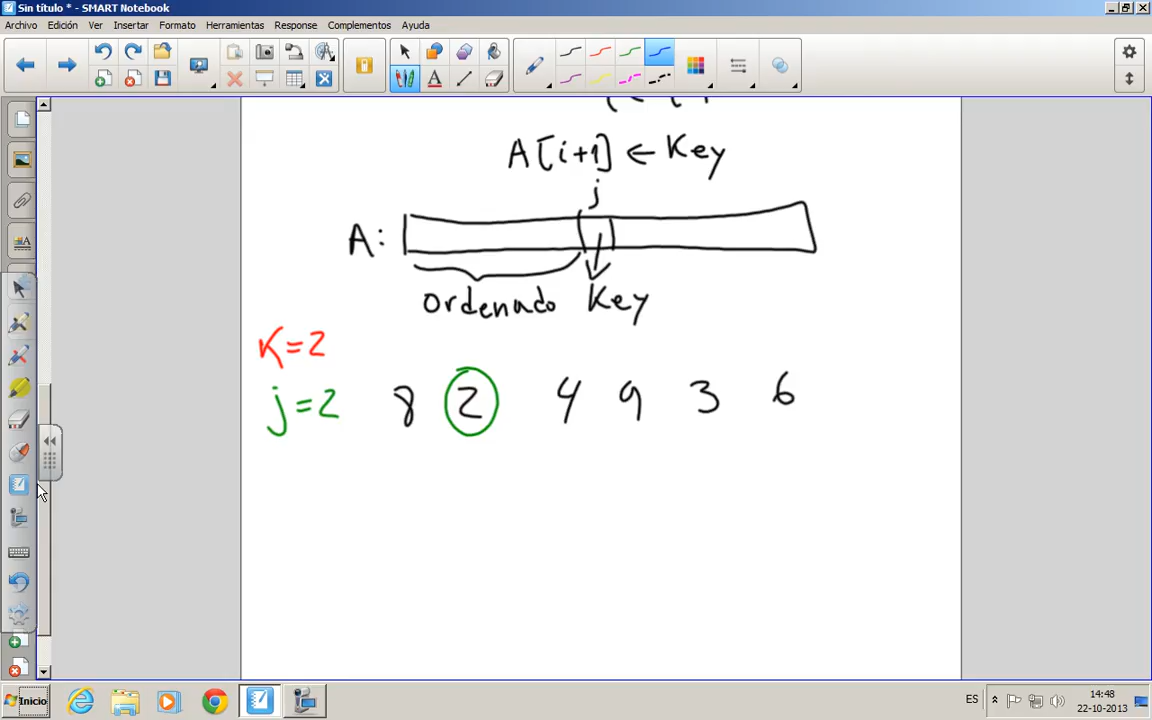 Sin título * - SMART Notebook
Archivo Edición Ver Insertar Formato Herramientas Response Complementos Ayuda
A[i+1] ← Key
j
A:
Ordenado Key
K=2
j=2 8 2 4 9 3 6
Inicio
ES
14:48
22-10-2013